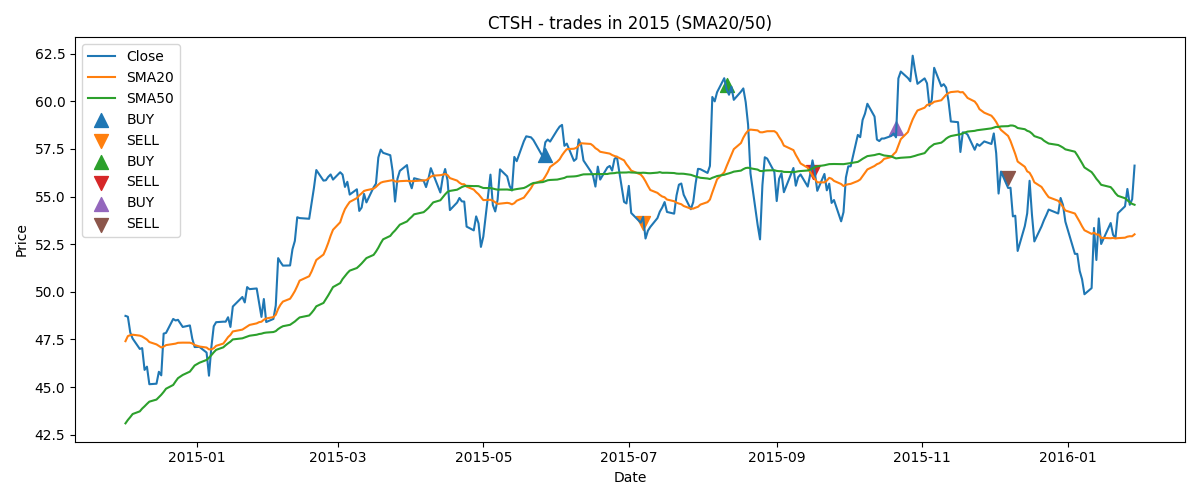 CTSH - trades in 2015 (SMA20/50)
Close
SMA20
SMA50
BUY
SELL
BUY
SELL
BUY
SELL
Price
62.5
60.0
57.5
55.0
52.5
50.0
47.5
45.0
42.5
2015-01 2015-03 2015-05 2015-07 2015-09 2015-11 2016-01
Date